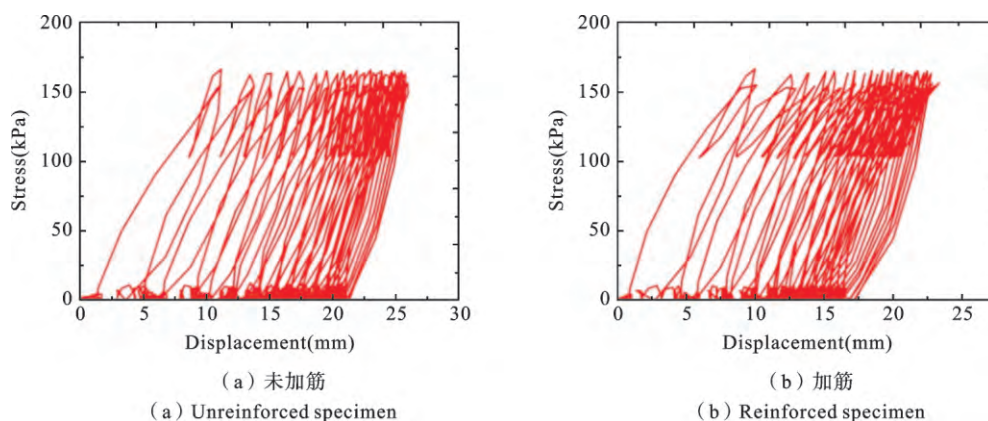 200
150
100
50
0
Stress(kPa)
0 5 10 15 20 25 30
Displacement(mm)
(a)未加筋
(a) Unreinforced specimen
200
150
100
50
0
Stress(kPa)
0 5 10 15 20 25
Displacement(mm)
(b)加筋
(b) Reinforced specimen